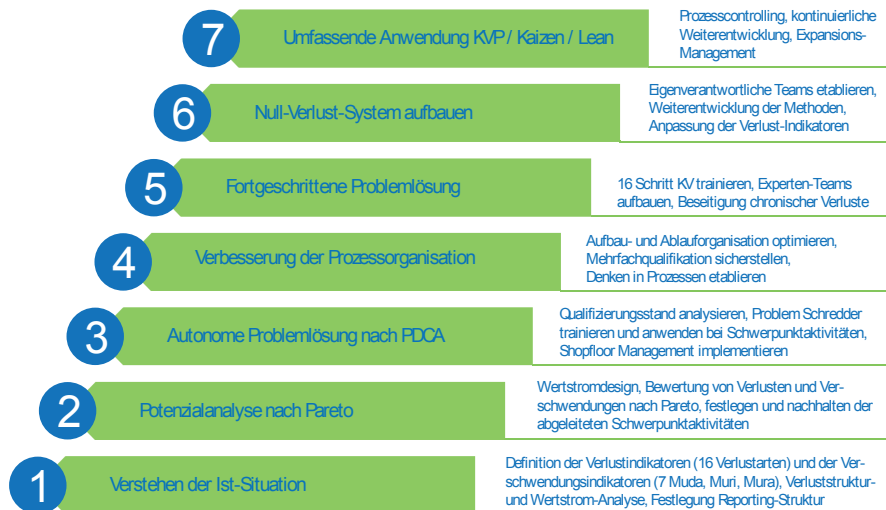 7
Umfassende Anwendung KVP / Kaizen / Lean
Prozesscontrolling, kontinuierliche
Weiterentwicklung, Expansions-
Management
6
Null-Verlust-System aufbauen
Eigenverantwortliche Teams etablieren,
Weiterentwicklung der Methoden,
Anpassung der Verlust-Indikatoren
5
Fortgeschrittene Problemlösung
16 Schritt KV trainieren, Experten-Teams
aufbauen, Beseitigung chronischer Verluste
4
Verbesserung der Prozessorganisation
Aufbau- und Ablauforganisation optimieren,
Mehrfachqualifikation sicherstellen,
Denken in Prozessen etablieren
3
Autonome Problemlösung nach PDCA
Qualifizierungsstand analysieren, Problem Schredder
trainieren und anwenden bei Schwerpunktaktivitäten,
Shopfloor Management implementieren
2
Potenzialanalyse nach Pareto
Wertstromdesign, Bewertung von Verlusten und Ver-
schwendungen nach Pareto, festlegen und nachhalten der
abgeleiteten Schwerpunktaktivitäten
1
Verstehen der Ist-Situation
Definition der Verlustindikatoren (16 Verlustarten) und der Ver-
schwendungsindikatoren (7 Muda, Muri, Mura), Verluststruktur-
und Wertstrom-Analyse, Festlegung Reporting-Struktur